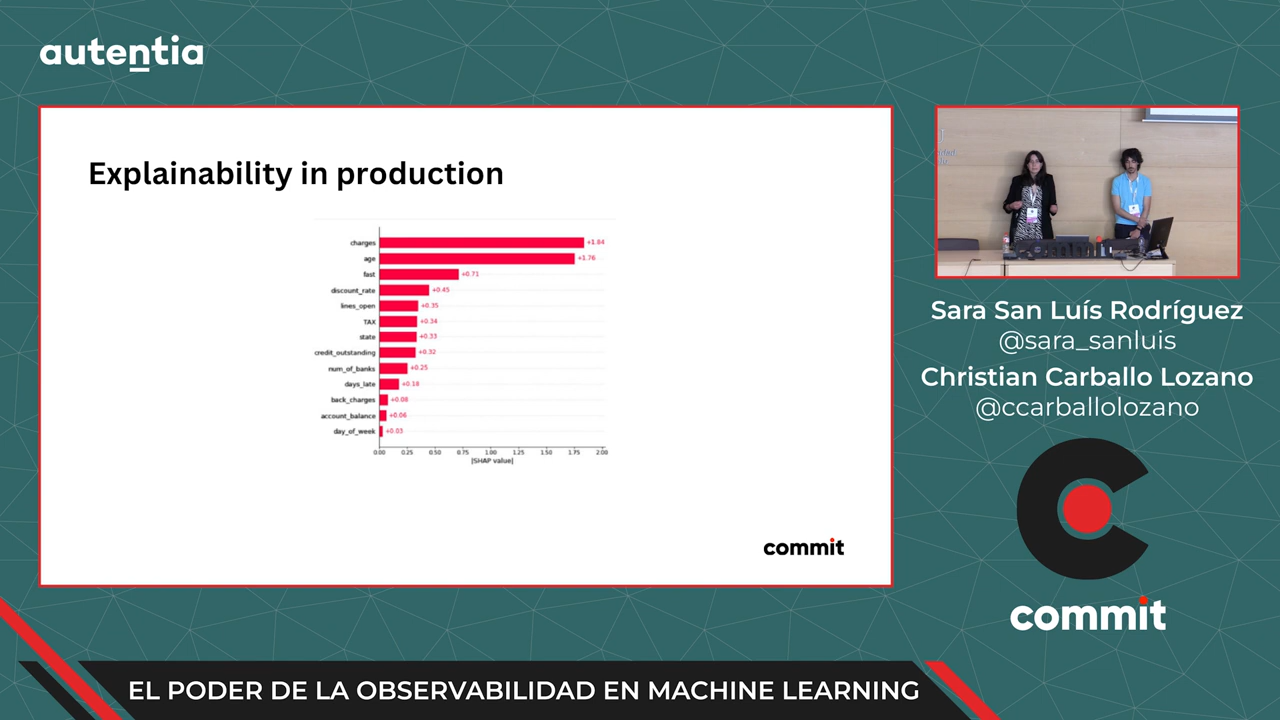 autentia
Explainability in production
charges +1.84
age +1.76
fast +0.71
discount_rate +0.45
lines_open +0.35
TAX +0.34
state +0.33
credit_outstanding +0.32
num_of_banks +0.25
days_late +0.18
back_charges +0.08
account_balance +0.06
day_of_week +0.03
0.00 0.25 0.50 0.75 1.00 1.25 1.50 1.75 2.00
|SHAP value|
commit
Sara San Luís Rodríguez
@sara_sanluis
Christian Carballo Lozano
@ccarballolozano
commit
EL PODER DE LA OBSERVABILIDAD EN MACHINE LEARNING